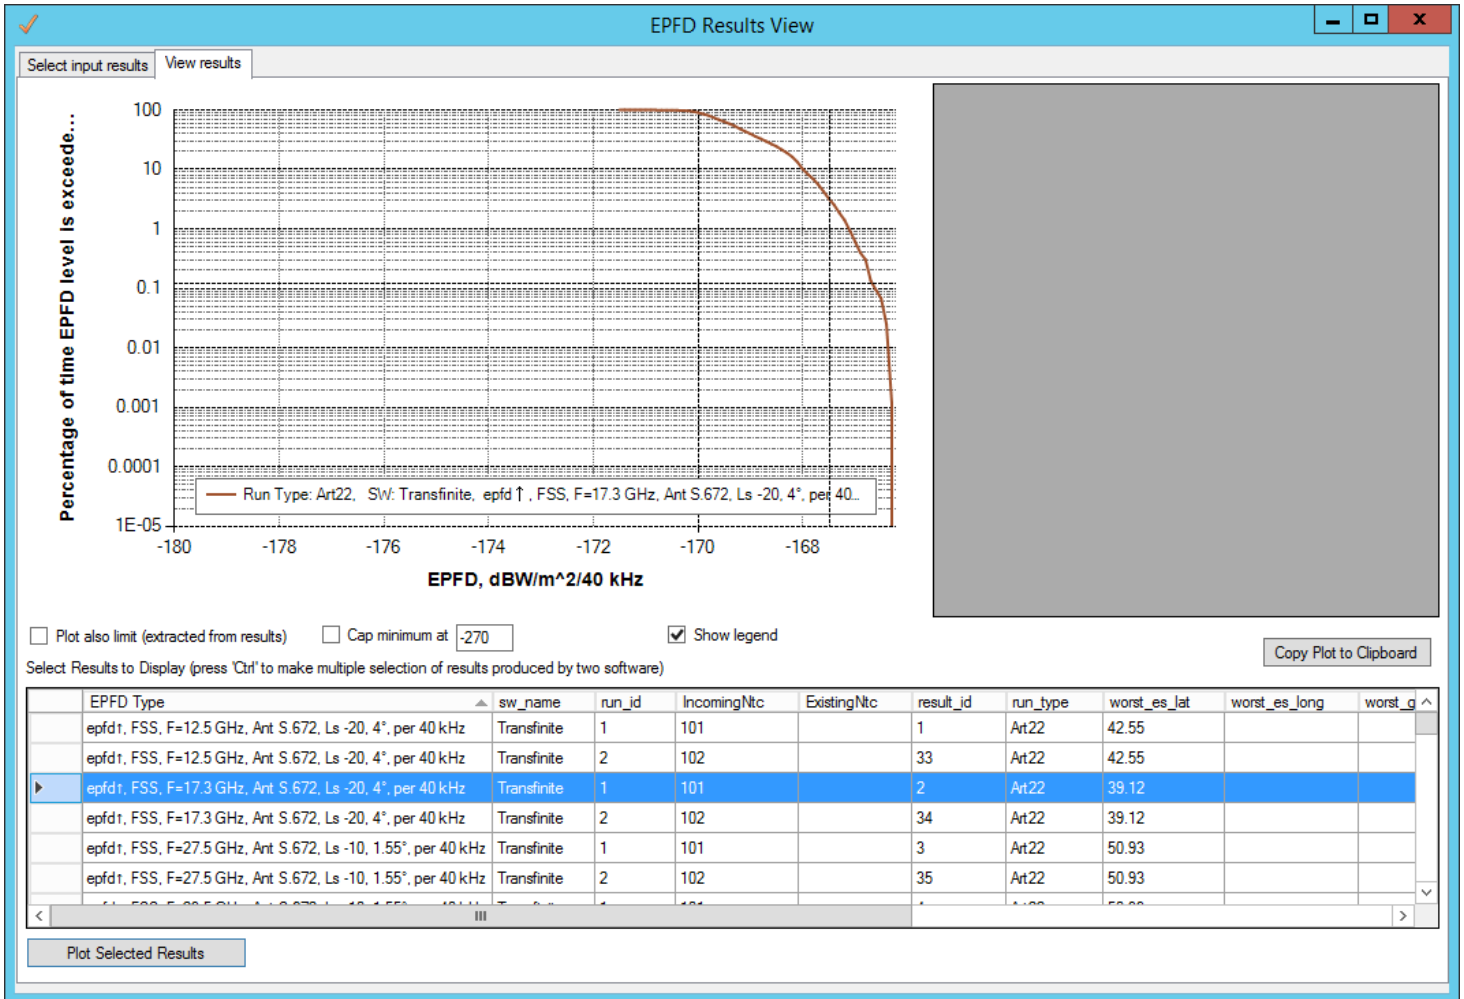 EPFD Results View
Select input results View results
Percentage of time EPFD level is exceede...
100
10
1
0.1
0.01
0.001
0.0001
1E-05
Run Type: Art22, SW: Transfinite, epfd↑, FSS, F=17.3 GHz, Ant S.672, Ls -20, 4°, per 40...
-180 -178 -176 -174 -172 -170 -168
EPFD, dBW/m^2/40 kHz
Plot also limit (extracted from results) Cap minimum at -270 Show legend
Copy Plot to Clipboard
Select Results to Display (press 'Ctrl' to make multiple selection of results produced by two software)
EPFD Type sw_name run_id IncomingNtc ExistingNtc result_id run_type worst_es_lat worst_es_long worst_g
epfd↑, FSS, F=12.5 GHz, Ant S.672, Ls -20, 4°, per 40 kHz Transfinite 1 101 1 Art22 42.55
epfd↑, FSS, F=12.5 GHz, Ant S.672, Ls -20, 4°, per 40 kHz Transfinite 2 102 33 Art22 42.55
epfd↑, FSS, F=17.3 GHz, Ant S.672, Ls -20, 4°, per 40 kHz Transfinite 1 101 2 Art22 39.12
epfd↑, FSS, F=17.3 GHz, Ant S.672, Ls -20, 4°, per 40 kHz Transfinite 2 102 34 Art22 39.12
epfd↑, FSS, F=27.5 GHz, Ant S.672, Ls -10, 1.55°, per 40 kHz Transfinite 1 101 3 Art22 50.93
epfd↑, FSS, F=27.5 GHz, Ant S.672, Ls -10, 1.55°, per 40 kHz Transfinite 2 102 35 Art22 50.93
Plot Selected Results